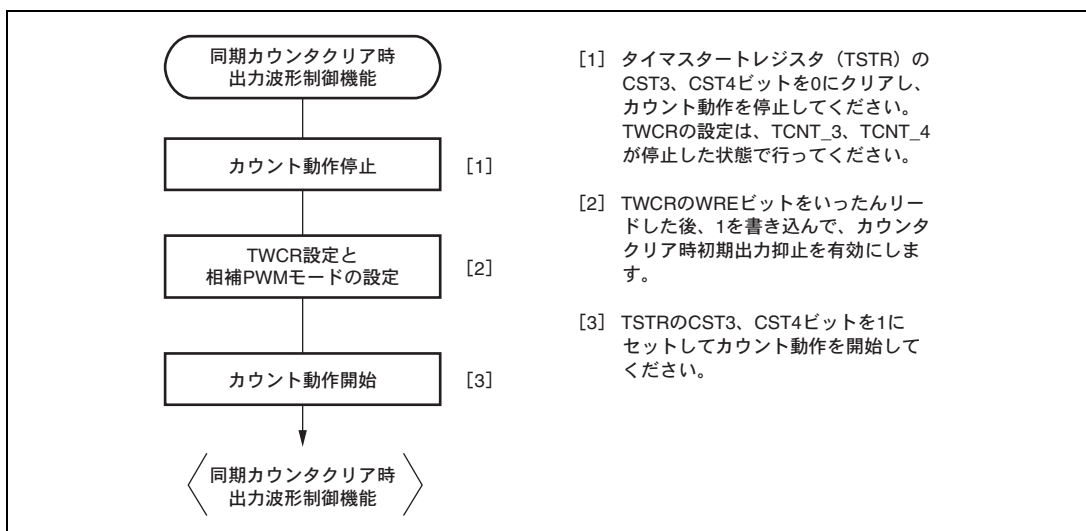 同期カウンタクリア時
出力波形制御機能
カウント動作停止
[1]
TWCR設定と
相補PWMモードの設定
[2]
カウント動作開始
[3]
同期カウンタクリア時
出力波形制御機能
[1] タイマスタートレジスタ（TSTR）の
CST3、CST4ビットを0にクリアし、
カウント動作を停止してください。
TWCRの設定は、TCNT_3、TCNT_4
が停止した状態で行ってください。
[2] TWCRのWREビットをいったんリー
ドした後、1を書き込んで、カウンタ
クリア時初期出力抑止を有効にしま
す。
[3] TSTRのCST3、CST4ビットを1に
セットしてカウント動作を開始して
ください。